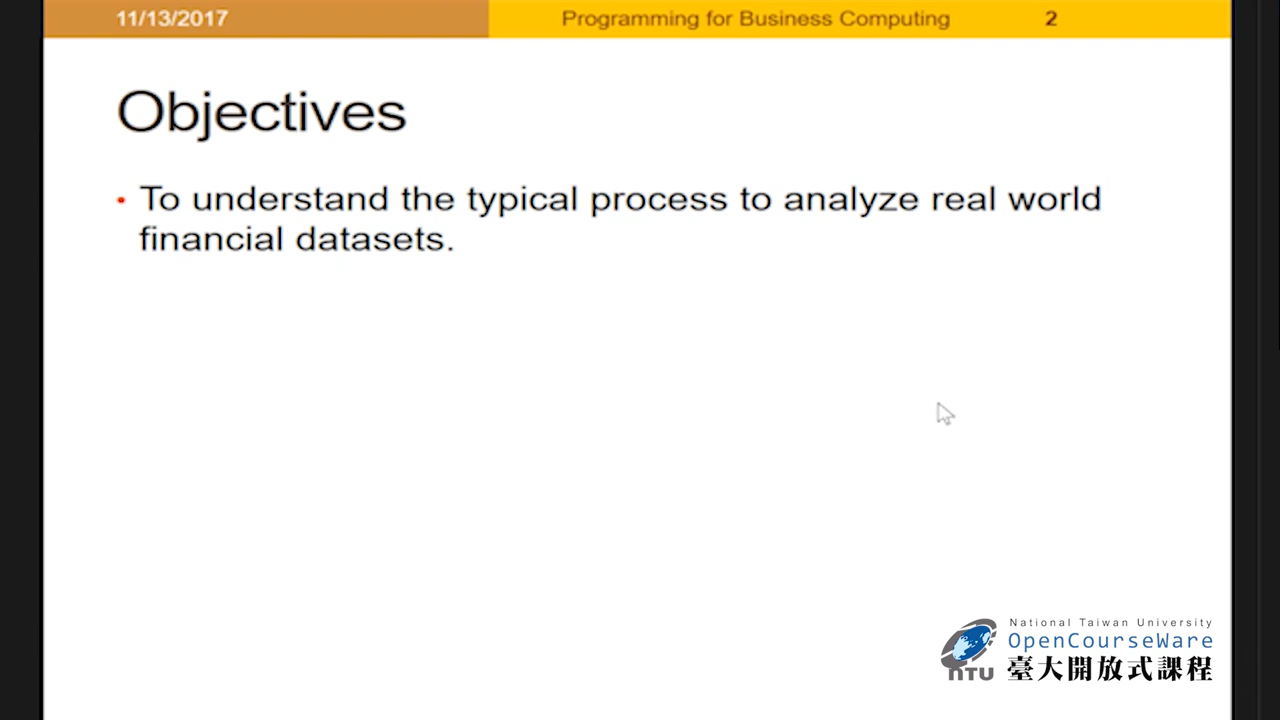 11/13/2017
Programming for Business Computing
2
Objectives
• To understand the typical process to analyze real world
financial datasets.
National Taiwan University
OpenCourseWare
NTU
臺大開放式課程